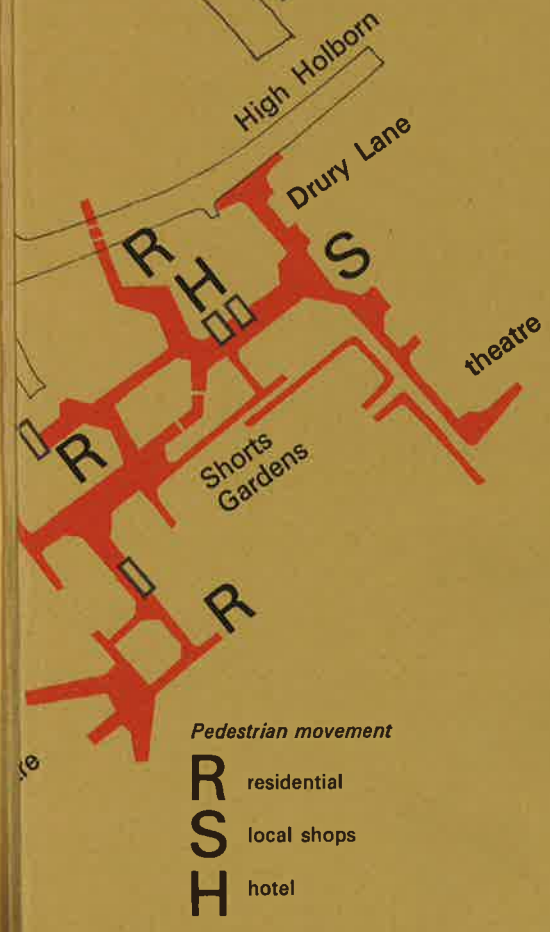 High Holborn
Drury Lane
R
H
S
theatre
R
Shorts
Gardens
R
Pedestrian movement
R residential
S local shops
H hotel